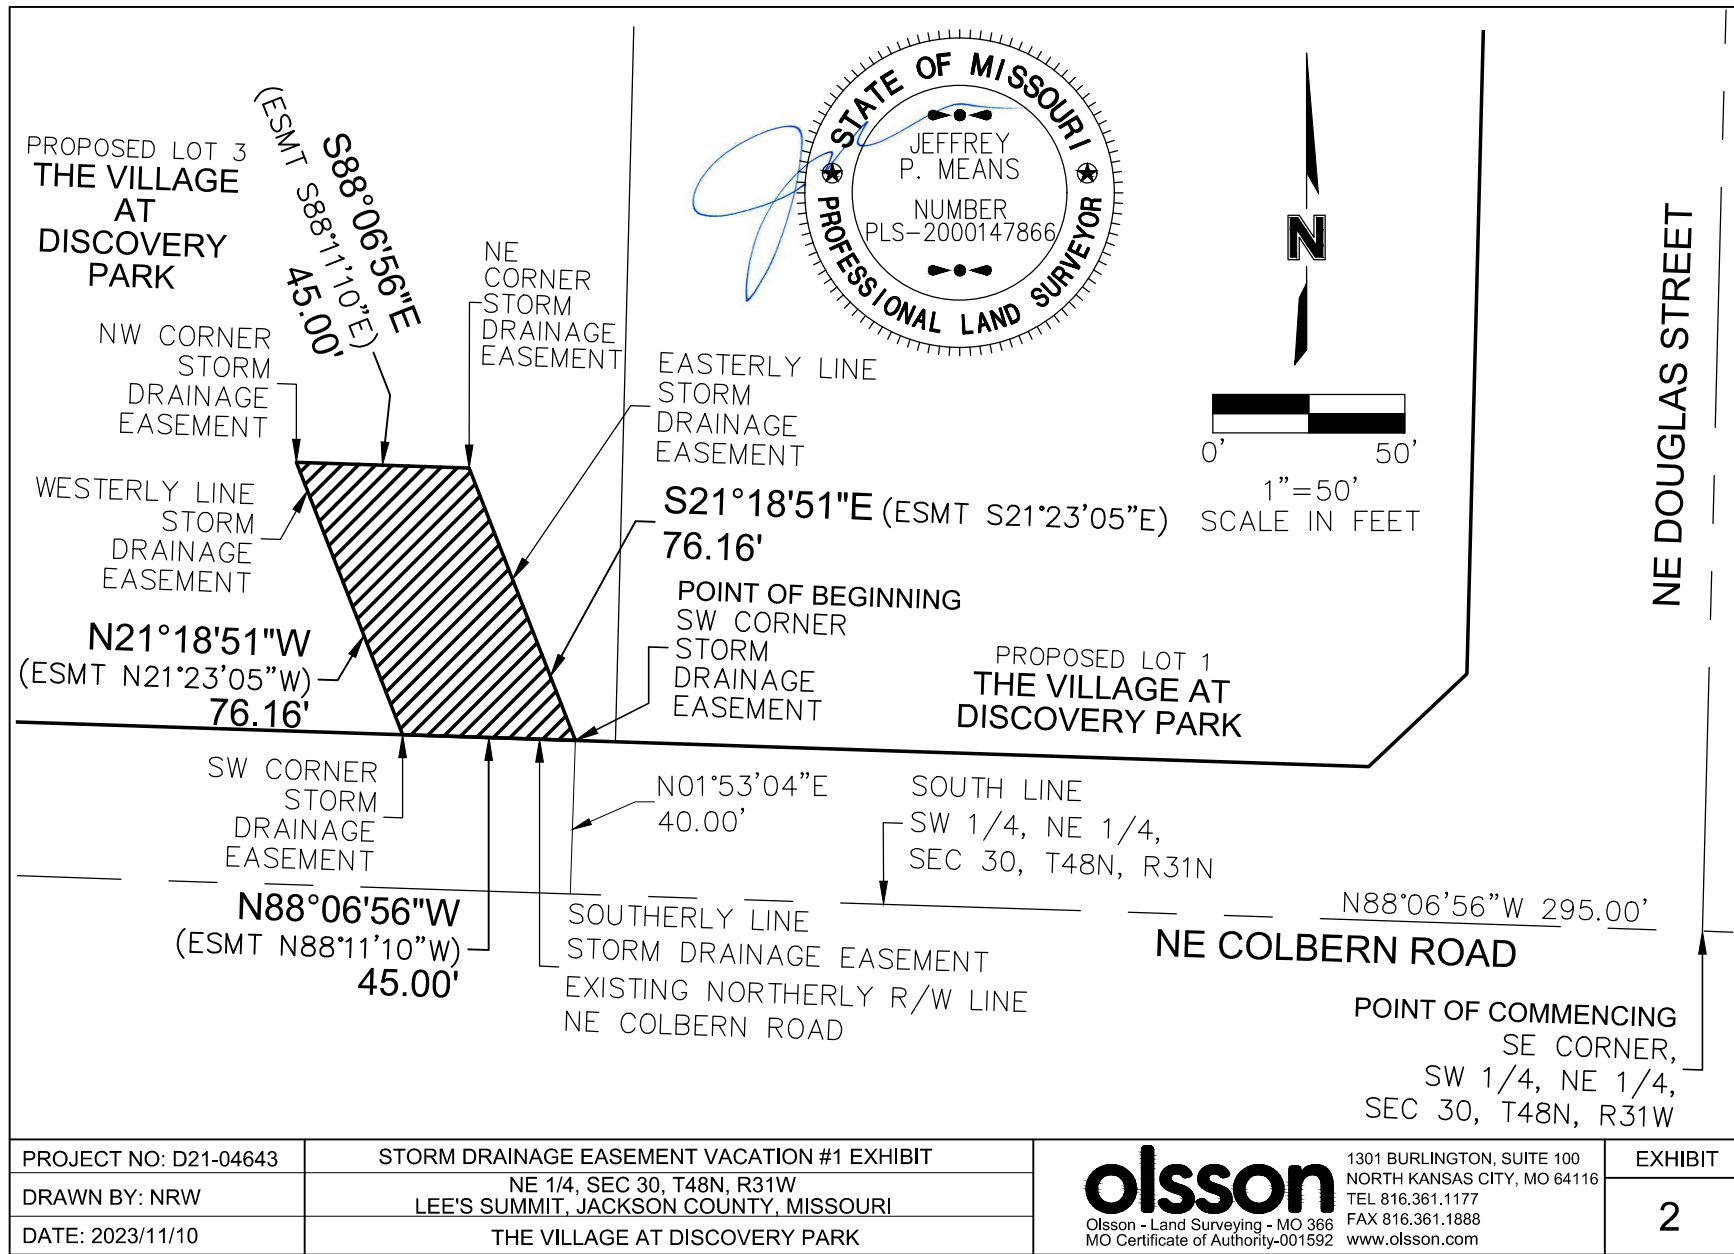 STATE OF MISSOURI
JEFFREY
P. MEANS
NUMBER
PLS-2000147866
PROFESSIONAL LAND SURVEYOR
PROPOSED LOT 3
THE VILLAGE
AT
DISCOVERY
PARK
S88°06'56"E
(ESMT S88°11'10"E)
45.00'
NE
CORNER
STORM
DRAINAGE
EASEMENT
NW CORNER
STORM
DRAINAGE
EASEMENT
EASTERLY LINE
STORM
DRAINAGE
EASEMENT
N
0'
50'
1"=50'
SCALE IN FEET
NE DOUGLAS STREET
WESTERLY LINE
STORM
DRAINAGE
EASEMENT
S21°18'51"E (ESMT S21°23'05"E)
76.16'
POINT OF BEGINNING
SW CORNER
STORM
DRAINAGE
EASEMENT
N21°18'51"W
(ESMT N21°23'05"W)
76.16'
PROPOSED LOT 1
THE VILLAGE AT
DISCOVERY PARK
SW CORNER
STORM
DRAINAGE
EASEMENT
N01°53'04"E
40.00'
SOUTH LINE
SW 1/4, NE 1/4,
SEC 30, T48N, R31N
N88°06'56"W
(ESMT N88°11'10"W)
45.00'
SOUTHERLY LINE
STORM DRAINAGE EASEMENT
EXISTING NORTHERLY R/W LINE
NE COLBERN ROAD
N88°06'56"W 295.00'
NE COLBERN ROAD
POINT OF COMMENCING
SE CORNER,
SW 1/4, NE 1/4,
SEC 30, T48N, R31W
PROJECT NO: D21-04643
DRAWN BY: NRW
DATE: 2023/11/10
STORM DRAINAGE EASEMENT VACATION #1 EXHIBIT
NE 1/4, SEC 30, T48N, R31W
LEE'S SUMMIT, JACKSON COUNTY, MISSOURI
THE VILLAGE AT DISCOVERY PARK
olsson
Olsson - Land Surveying - MO 366
MO Certificate of Authority-001592
1301 BURLINGTON, SUITE 100
NORTH KANSAS CITY, MO 64116
TEL 816.361.1177
FAX 816.361.1888
www.olsson.com
EXHIBIT
2